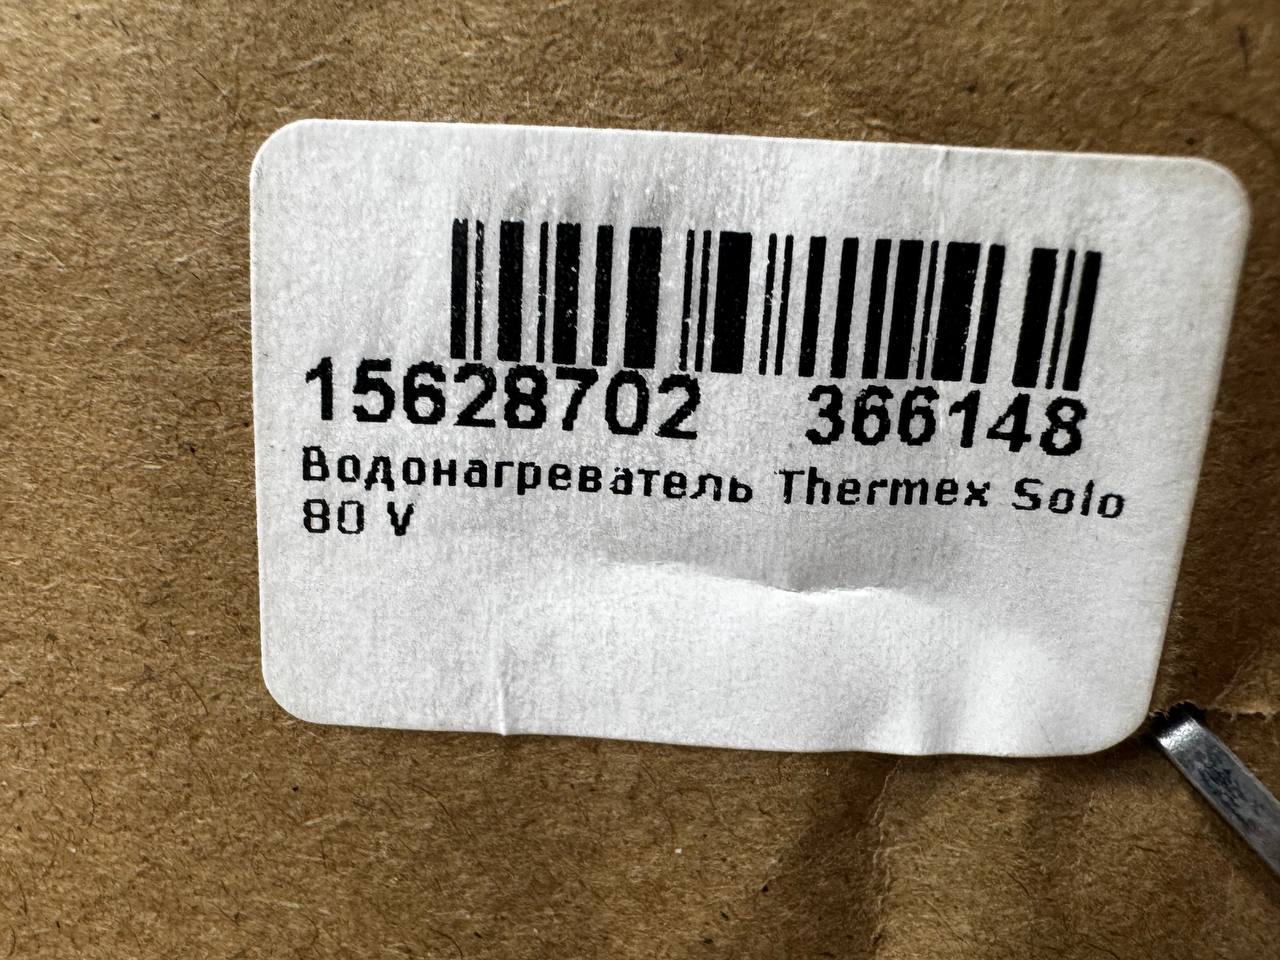 15628702 366148
Водонагреватель Thermex Solo
80 V